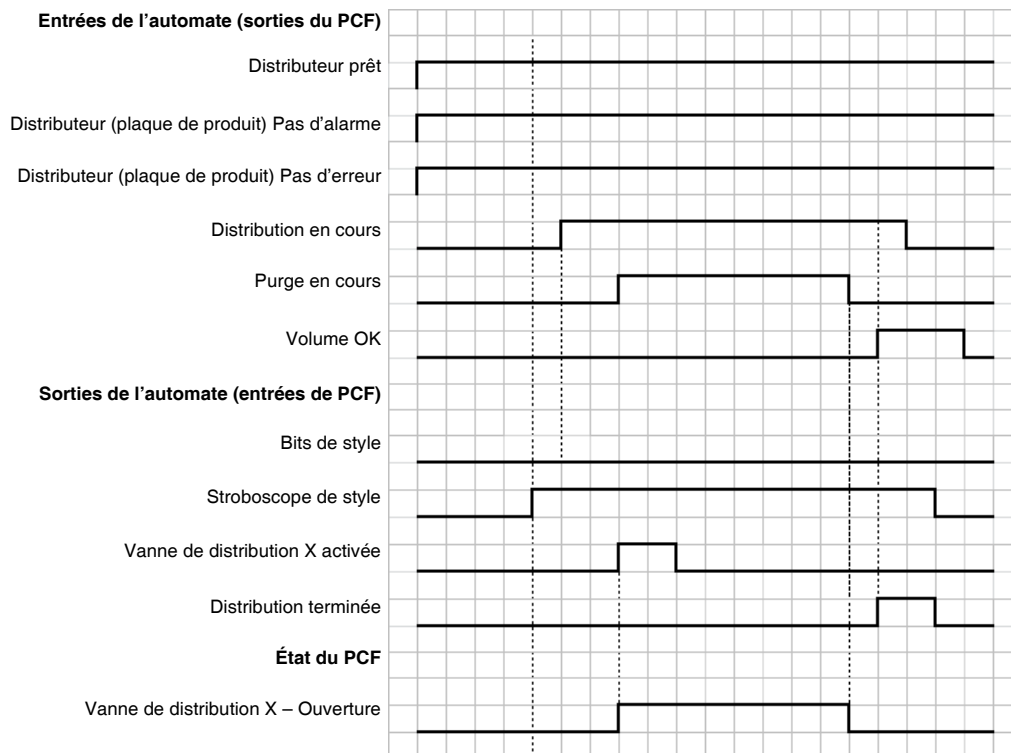 Entrées de l’automate (sorties du PCF)
Distributeur prêt
Distributeur (plaque de produit) Pas d’alarme
Distributeur (plaque de produit) Pas d’erreur
Distribution en cours
Purge en cours
Volume OK
Sorties de l’automate (entrées de PCF)
Bits de style
Stroboscope de style
Vanne de distribution X activée
Distribution terminée
État du PCF
Vanne de distribution X – Ouverture